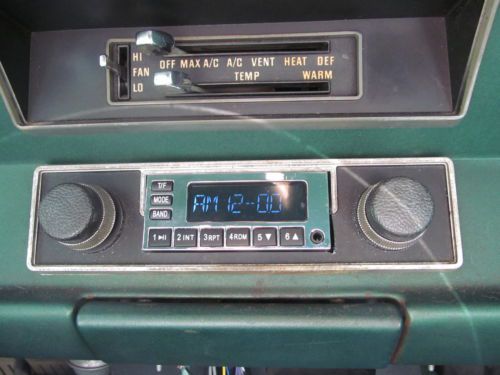 HI
FAN
LO
OFF MAX A/C A/C VENT HEAT DEF
TEMP WARM
T/F
MODE
BAND
AM 12-00
1 ▶II 2 INT 3 RPT 4 RDM 5 ▼ 6 ▲